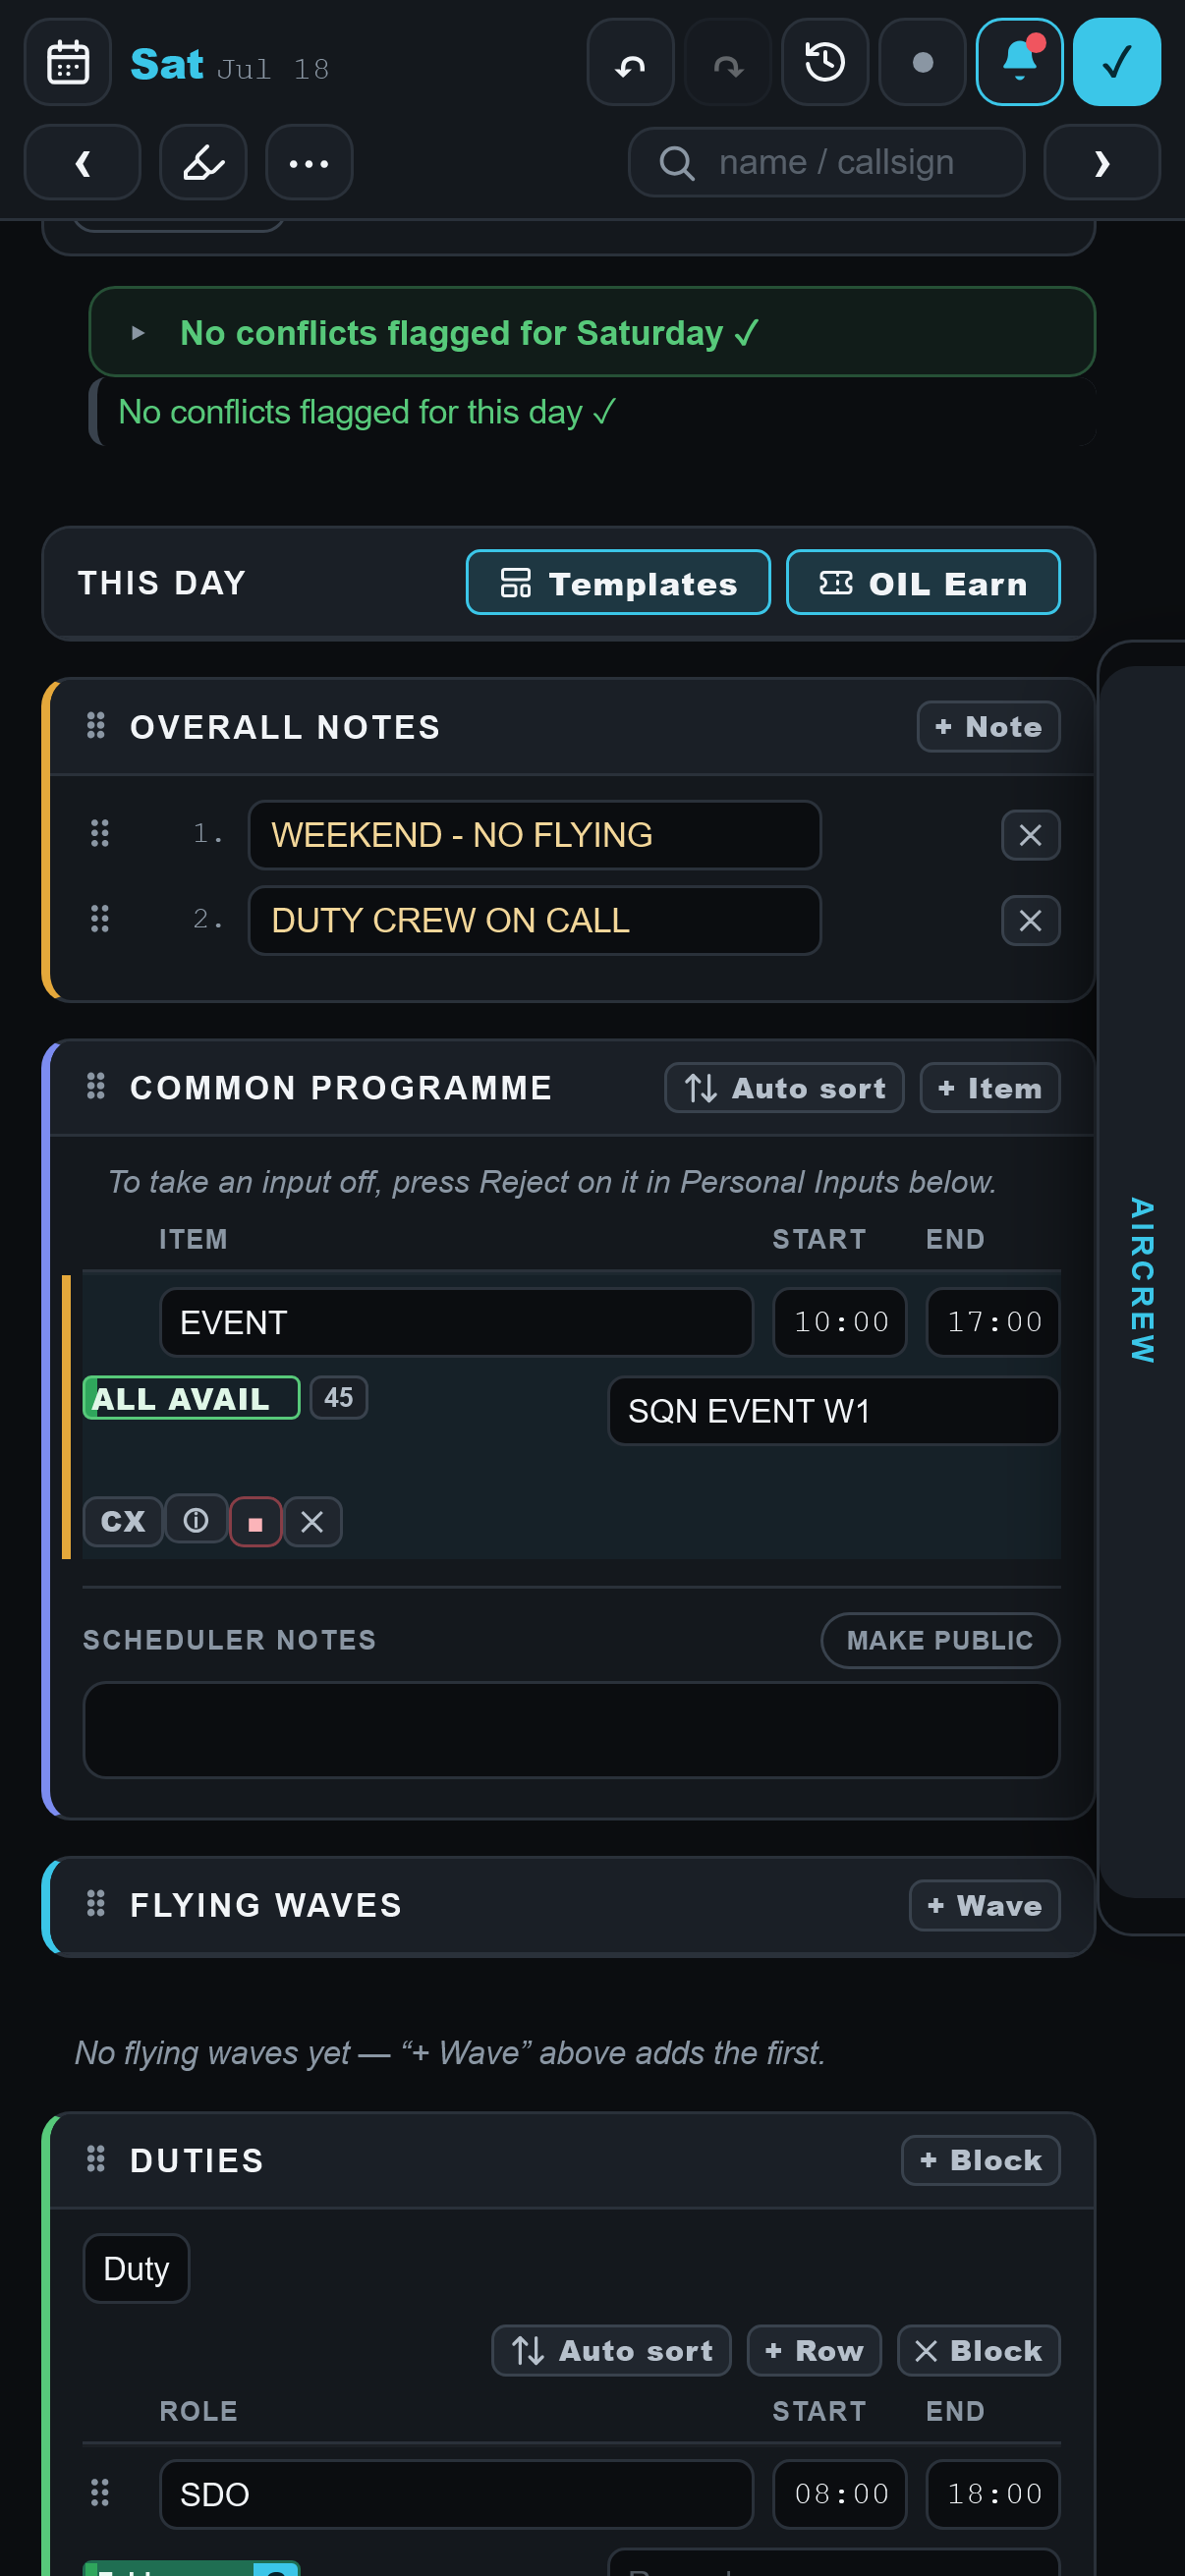 Sat Jul 18
name / callsign
No conflicts flagged for Saturday ✓
No conflicts flagged for this day ✓
THIS DAY
Templates
OIL Earn
OVERALL NOTES
+ Note
1. WEEKEND - NO FLYING
2. DUTY CREW ON CALL
COMMON PROGRAMME
Auto sort
+ Item
To take an input off, press Reject on it in Personal Inputs below.
ITEM START END
EVENT 10:00 17:00
ALL AVAIL 45 SQN EVENT W1
CX
SCHEDULER NOTES
MAKE PUBLIC
AIRCREW
FLYING WAVES
+ Wave
No flying waves yet — “+ Wave” above adds the first.
DUTIES
+ Block
Duty
Auto sort
+ Row
× Block
ROLE START END
SDO 08:00 18:00